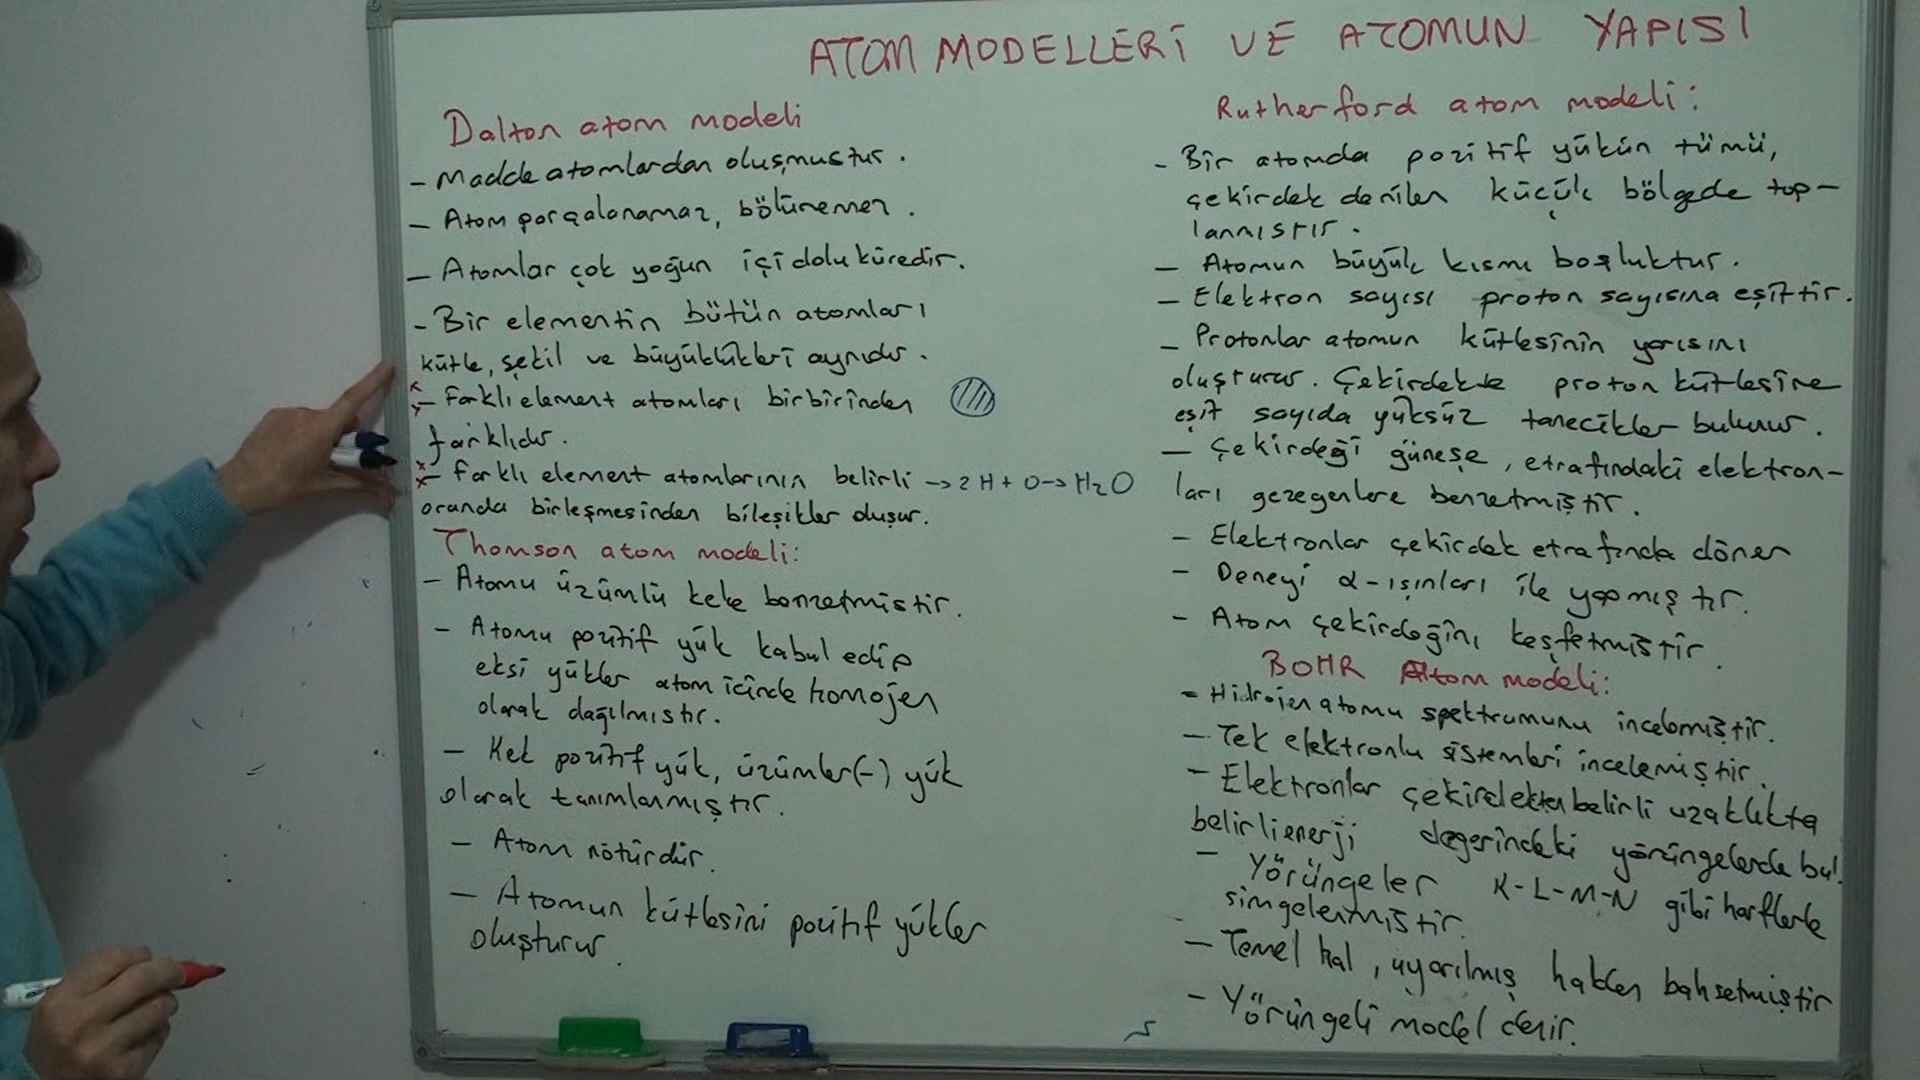 ATOM MODELLERİ VE ATOMUN YAPISI
Dalton atom modeli
- Madde atomlardan oluşmustur.
- Atom parçalanamaz, bölünemez.
- Atomlar çok yoğun içi dolu küredir.
- Bir elementin bütün atomları
kütle, şekil ve büyüklükleri aynıdır.
- Farklı element atomları birbirinden
farklıdır.
- Farklı element atomlarının belirli → 2H + O → H₂O
oranda birleşmesinden bileşikler oluşur.
Thomson atom modeli:
- Atomu üzümlü keke benzetmistir.
- Atomu pozitif yük kabul edip
eksi yükler atom içinde homojen
olarak dağılmıstır.
- Kek pozitif yük, üzümler(-) yük
olarak tanımlanmıştır.
- Atom nötürdür.
- Atomun kütlesini pozitif yükler
oluşturur.
Rutherford atom modeli:
- Bir atomda pozitif yükün tümü,
çekirdek denilen küçük bölgede top-
lanmıstır.
- Atomun büyük kısmı boşluktur.
- Elektron sayısı proton sayısına eşittir.
- Protonlar atomun kütlesinin yarısını
oluşturur. Çekirdekte proton kütlesine
eşit sayıda yüksüz tanecikler bulunur.
- Çekirdeği güneşe, etrafındaki elektron-
ları gezegenlere benzetmiştir.
- Elektronlar çekirdek etrafında döner
- Deneyi α-ışınları ile yapmıştır.
- Atom çekirdeğini keşfetmiştir.
BOHR Atom modeli:
- Hidrojen atomu spektrumunu incelemiştir.
- Tek elektronlu sistemleri incelemiştir.
- Elektronlar çekirdekten belirli uzaklıkta
belirli enerji değerindeki yörüngelerde bul.
- Yörüngeler K-L-M-N gibi harflerle
simgelenmiştir.
- Temel hal, uyarılmış halden bahsetmiştir
- Yörüngeli model denir.